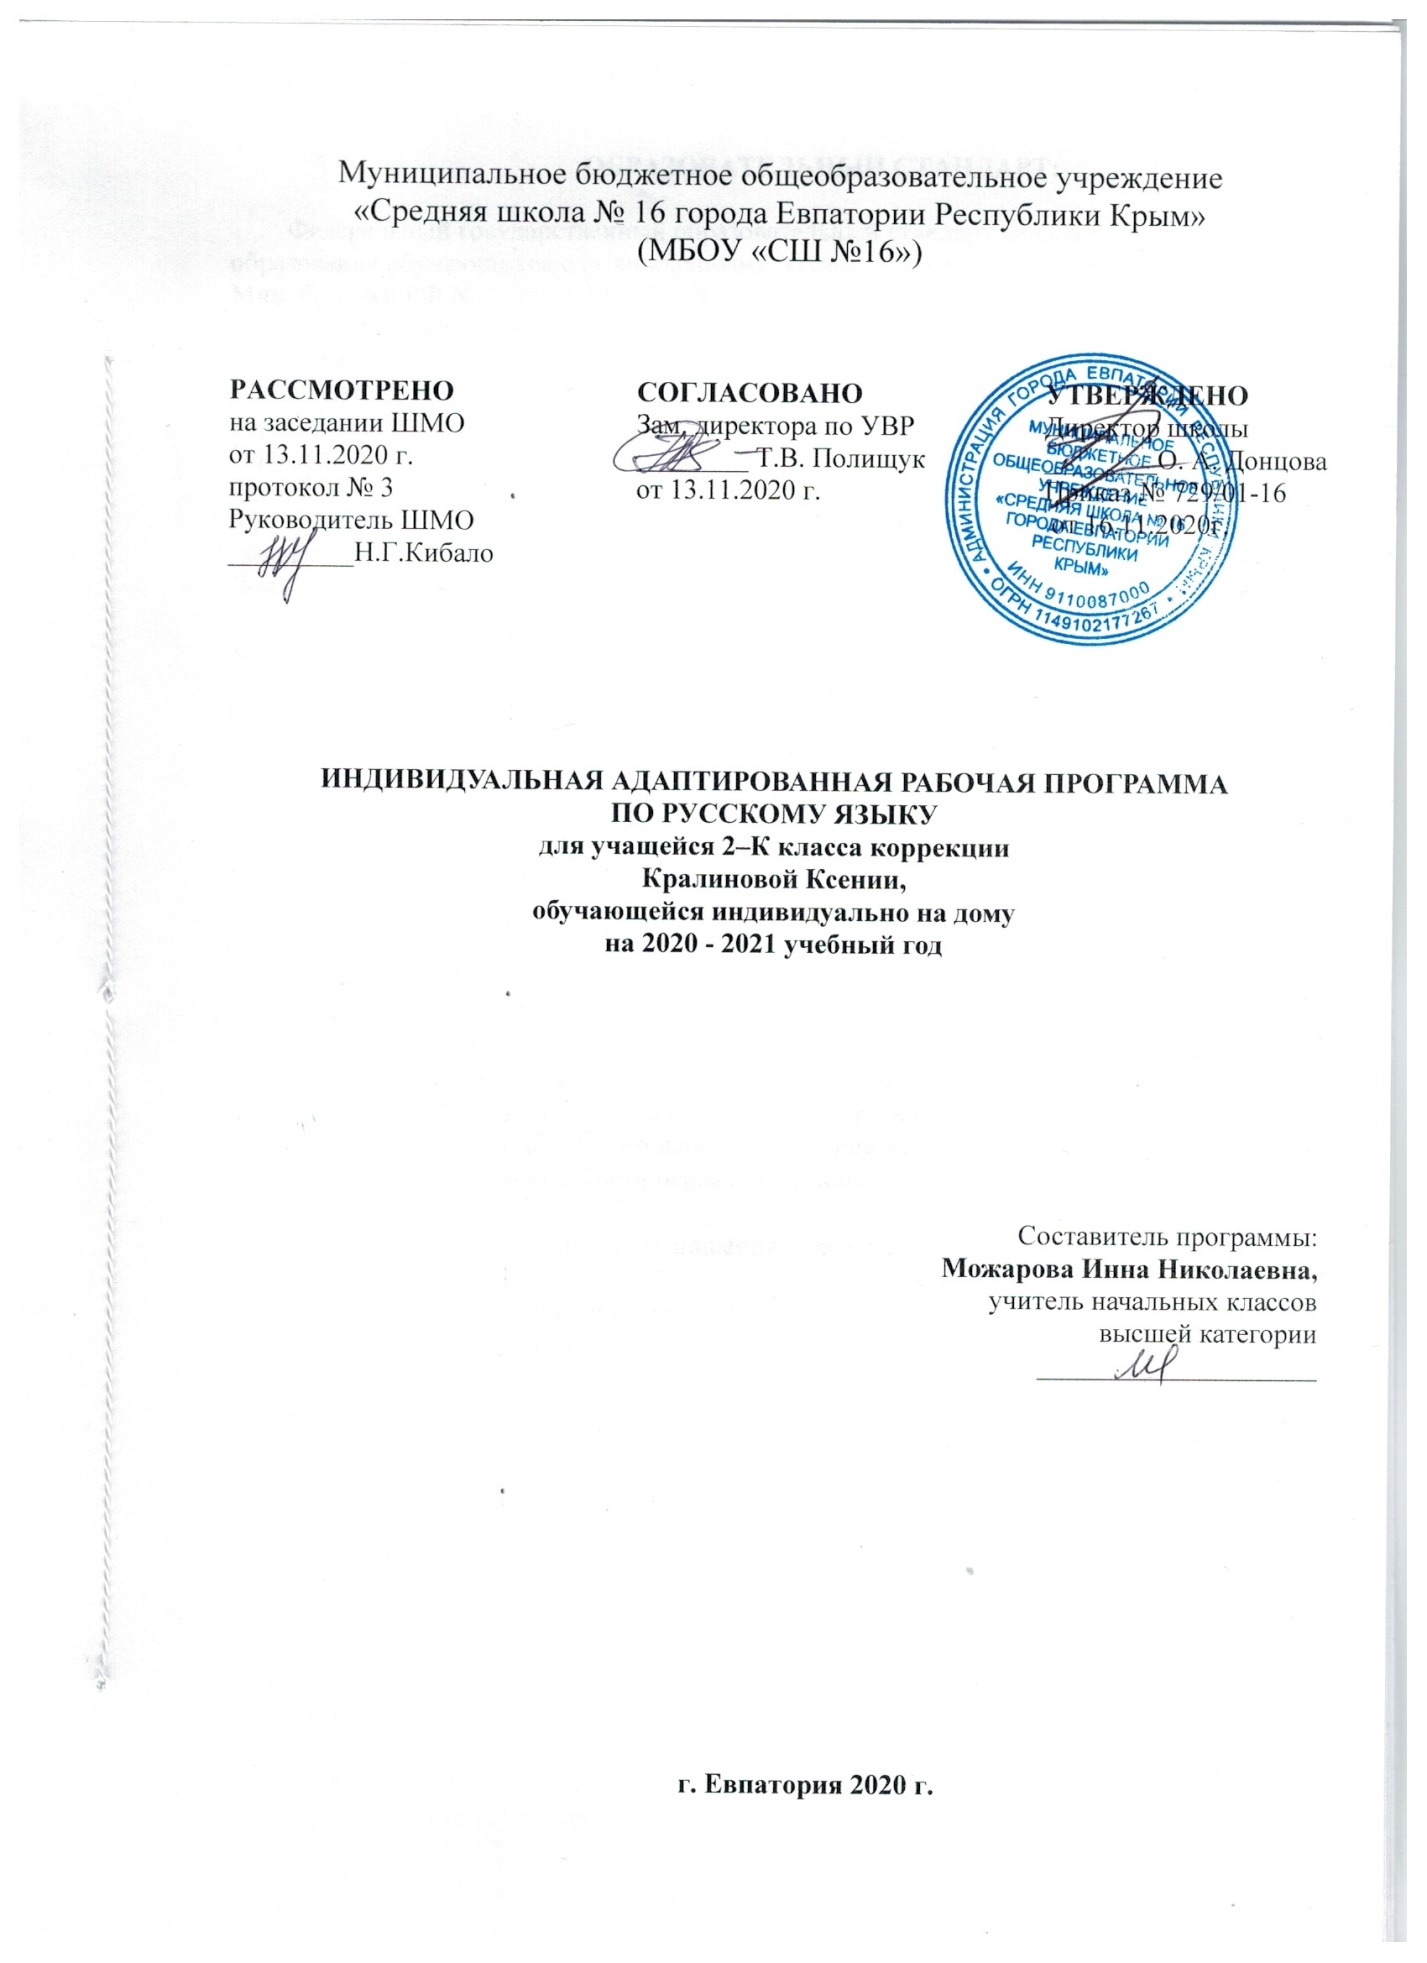 Муниципальное бюджетное общеобразовательное учреждение
«Средняя школа № 16 города Евпатории Республики Крым»
(МБОУ «СШ №16»)
РАССМОТРЕНО
на заседании ШМО
от 13.11.2020 г.
протокол № 3
Руководитель ШМО
_________Н.Г.Кибало
СОГЛАСОВАНО
Зам. директора по УВР
________ Т.В. Полищук
от 13.11.2020 г.
УТВЕРЖДЕНО
Директор школы
________О. А. Донцова
Приказ № 729/01-16
от 16.11.2020г.
• АДМИНИСТРАЦИЯ ГОРОДА ЕВПАТОРИИ РЕСПУБЛИКИ КРЫМ •
ОГРН 1149102177267
МУНИЦИПАЛЬНОЕ
БЮДЖЕТНОЕ
ОБЩЕОБРАЗОВАТЕЛЬНОЕ
УЧРЕЖДЕНИЕ
«СРЕДНЯЯ ШКОЛА № 16
ГОРОДА ЕВПАТОРИИ
РЕСПУБЛИКИ
КРЫМ»
ИНН 9110087000
ИНДИВИДУАЛЬНАЯ АДАПТИРОВАННАЯ РАБОЧАЯ ПРОГРАММА
ПО РУССКОМУ ЯЗЫКУ
для учащейся 2–К класса коррекции
Кралиновой Ксении,
обучающейся индивидуально на дому
на 2020 - 2021 учебный год
Составитель программы:
Можарова Инна Николаевна,
учитель начальных классов
высшей категории
г. Евпатория 2020 г.